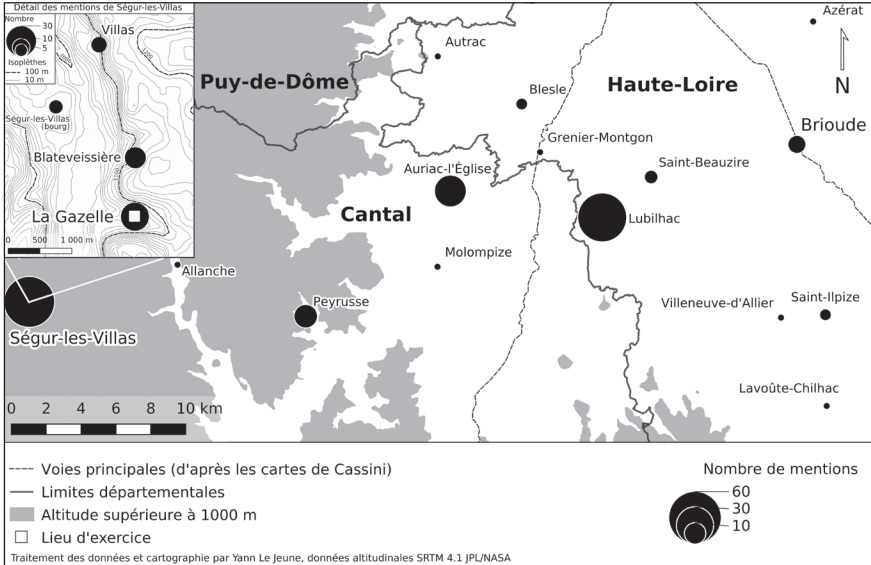 Détail des mentions de Ségur-les-Villas
Nombre
30
10
5
Isoplèthes
100 m
10 m
Villas
Ségur-les-Villas
(bourg)
Blateveissière
La Gazelle
0 500 1 000 m
1200
1100
Puy-de-Dôme
Autrac
Azérat
N
Haute-Loire
Blesle
Brioude
Grenier-Montgon
Auriac-l'Église
Saint-Beauzire
Cantal
Lubilhac
Molompize
Allanche
Peyrusse
Villeneuve-d'Allier
Saint-Ilpize
Ségur-les-Villas
Lavoûte-Chilhac
0 2 4 6 8 10 km
Voies principales (d'après les cartes de Cassini)
Limites départementales
Altitude supérieure à 1000 m
Lieu d'exercice
Nombre de mentions
60
30
10
Traitement des données et cartographie par Yann Le Jeune, données altitudinales SRTM 4.1 JPL/NASA